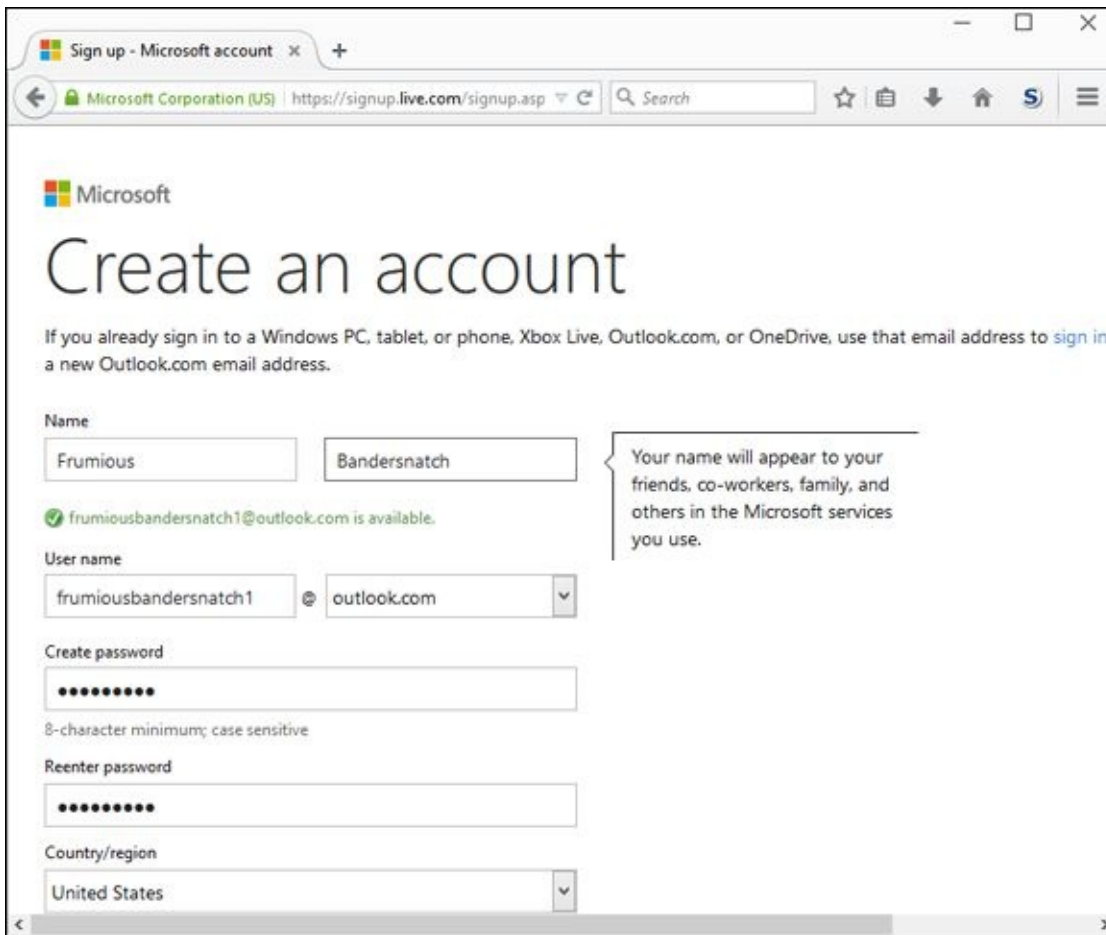 Sign up - Microsoft account
Microsoft Corporation (US) https://signup.live.com/signup.asp Search
Microsoft
Create an account
If you already sign in to a Windows PC, tablet, or phone, Xbox Live, Outlook.com, or OneDrive, use that email address to sign in
a new Outlook.com email address.
Name
Frumious Bandersnatch
Your name will appear to your
friends, co-workers, family, and
others in the Microsoft services
you use.
frumiousbandersnatch1@outlook.com is available.
User name
frumiousbandersnatch1 @ outlook.com
Create password
•••••••••
8-character minimum; case sensitive
Reenter password
•••••••••
Country/region
United States